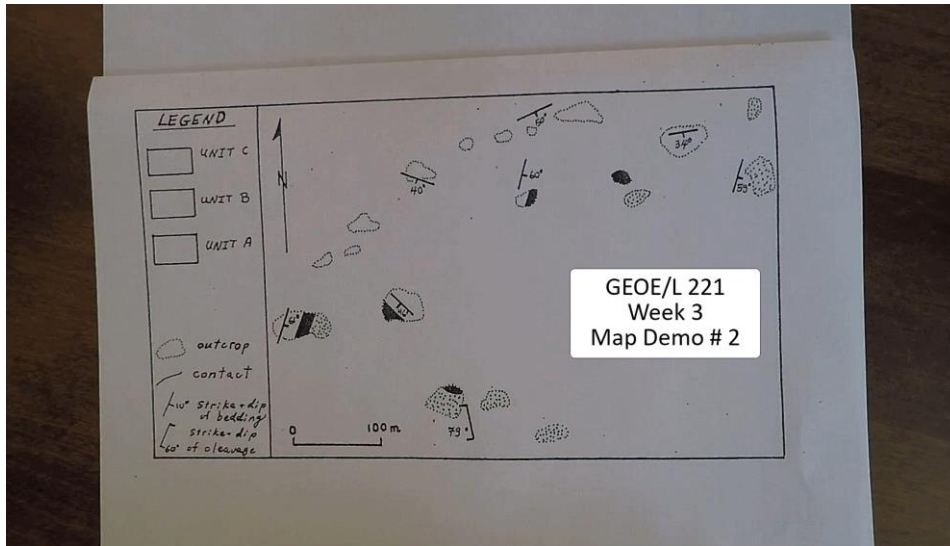 LEGEND
UNIT C
UNIT B
UNIT A
outcrop
contact
10° Strike + dip
of bedding
Strike + dip
60° of cleavage
N
40°
60°
34°
79°
0 100 m
GEOE/L 221
Week 3
Map Demo # 2